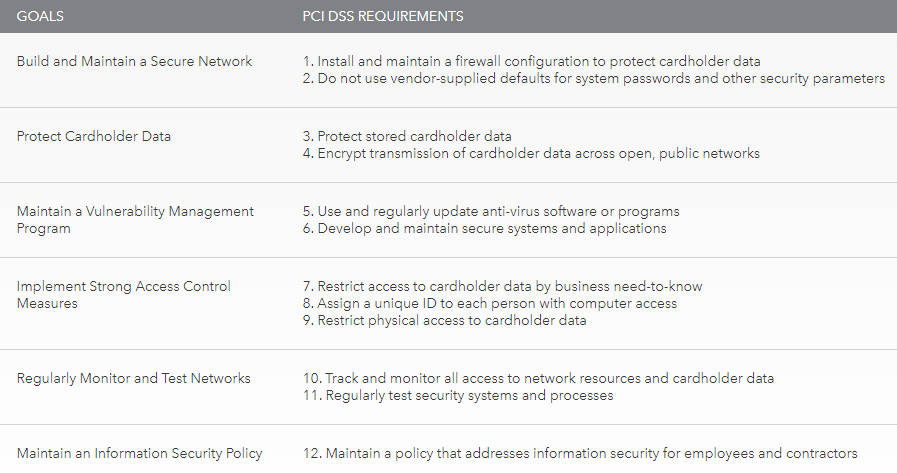 GOALS PCI DSS REQUIREMENTS
Build and Maintain a Secure Network
1. Install and maintain a firewall configuration to protect cardholder data
2. Do not use vendor-supplied defaults for system passwords and other security parameters
Protect Cardholder Data
3. Protect stored cardholder data
4. Encrypt transmission of cardholder data across open, public networks
Maintain a Vulnerability Management
Program
5. Use and regularly update anti-virus software or programs
6. Develop and maintain secure systems and applications
Implement Strong Access Control
Measures
7. Restrict access to cardholder data by business need-to-know
8. Assign a unique ID to each person with computer access
9. Restrict physical access to cardholder data
Regularly Monitor and Test Networks
10. Track and monitor all access to network resources and cardholder data
11. Regularly test security systems and processes
Maintain an Information Security Policy
12. Maintain a policy that addresses information security for employees and contractors